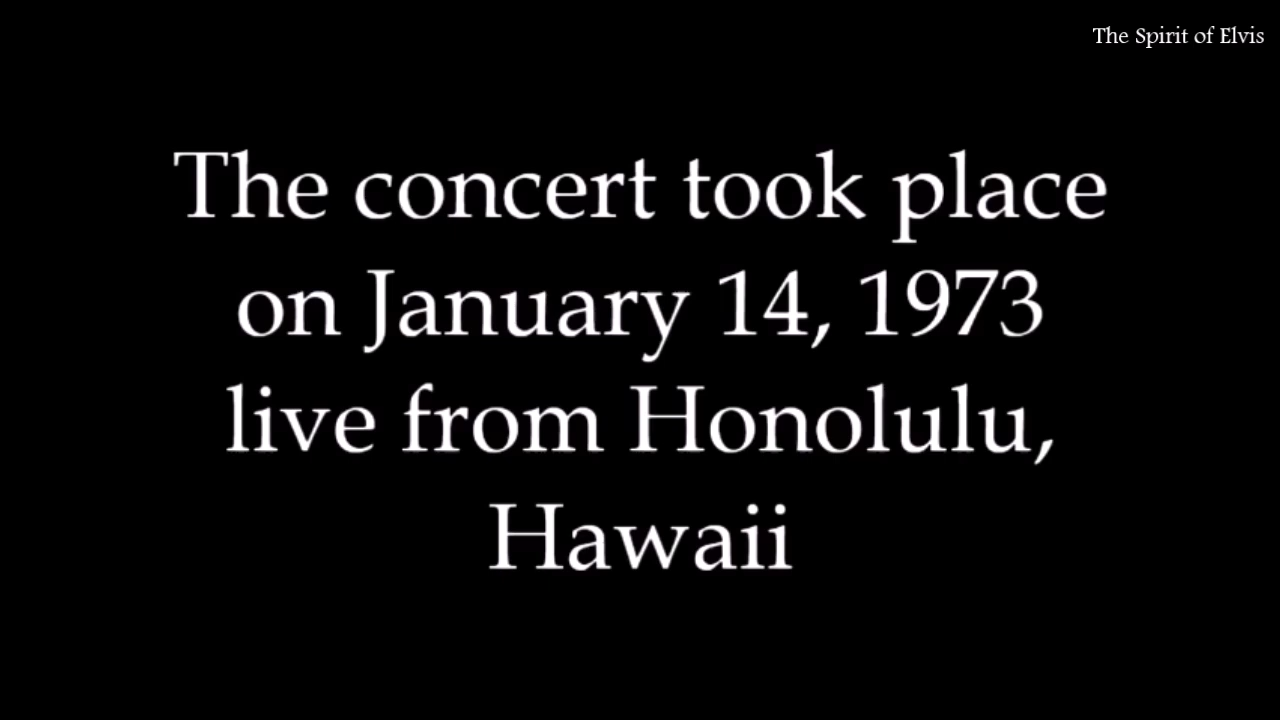 The Spirit of Elvis
The concert took place
on January 14, 1973
live from Honolulu,
Hawaii